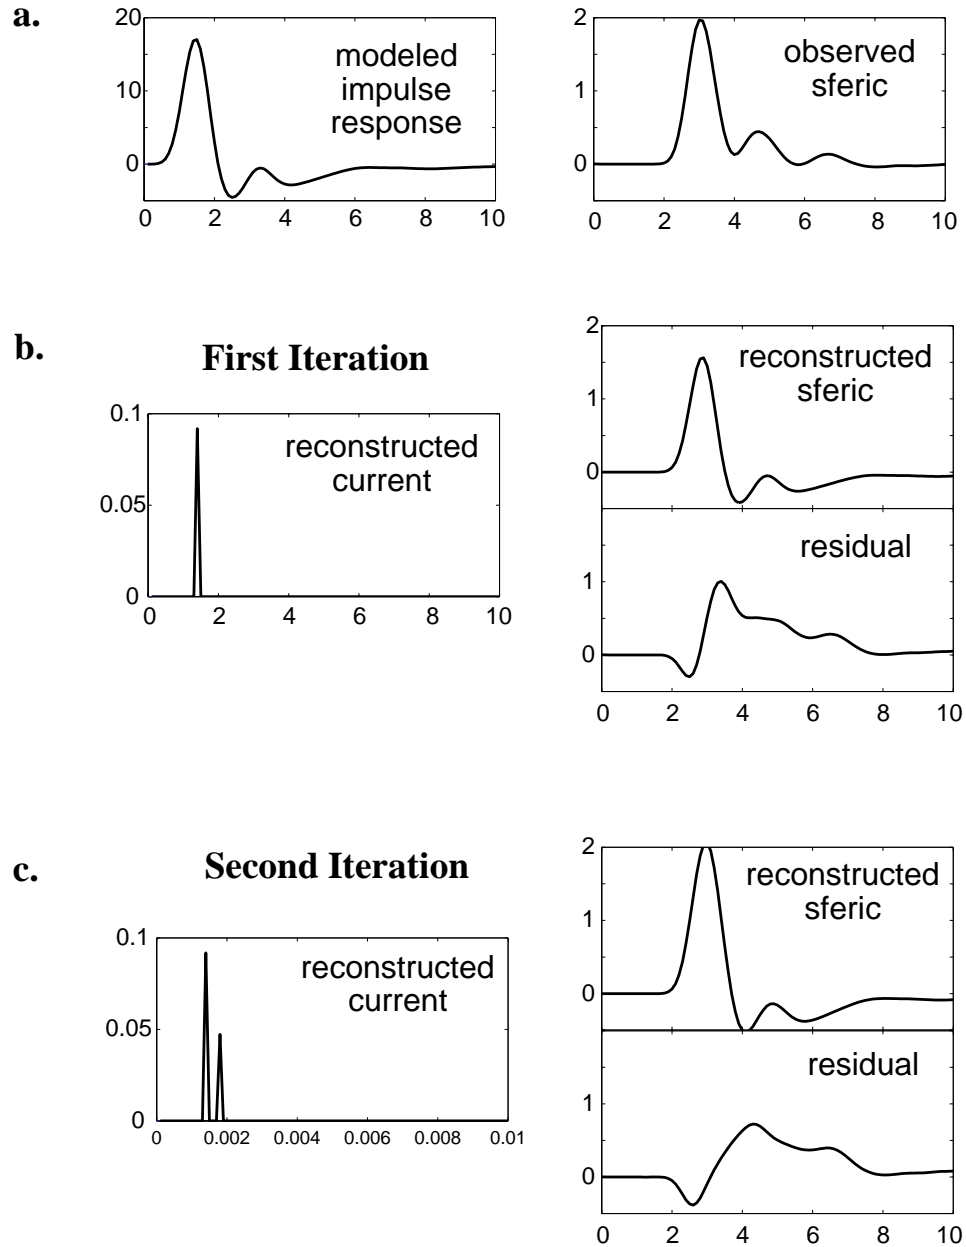 a.
20
10
0
0 2 4 6 8 10
modeled
impulse
response
2
1
0
0 2 4 6 8 10
observed
sferic
b.
First Iteration
0.1
0.05
0
0 2 4 6 8 10
reconstructed
current
2
1
0
reconstructed
sferic
1
0
0 2 4 6 8 10
residual
c.
Second Iteration
0.1
0.05
0
0 0.002 0.004 0.006 0.008 0.01
reconstructed
current
2
1
0
reconstructed
sferic
1
0
0 2 4 6 8 10
residual